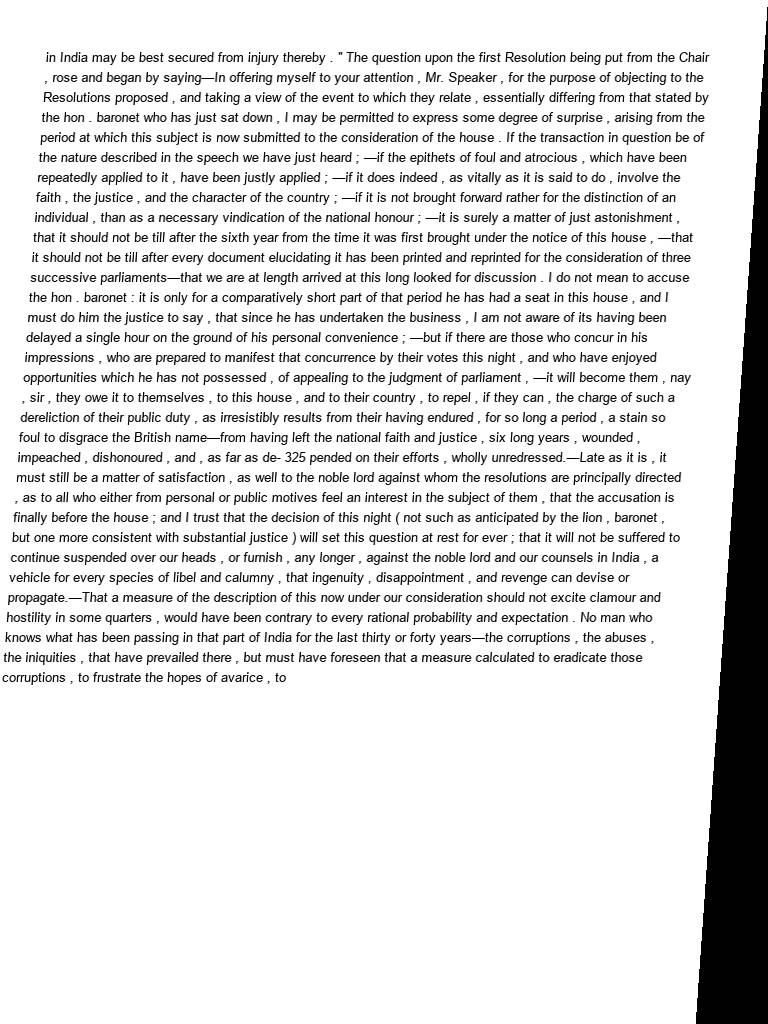 in India may be best secured from injury thereby . " The question upon the first Resolution being put from the Chair
, rose and began by saying—In offering myself to your attention , Mr. Speaker , for the purpose of objecting to the
Resolutions proposed , and taking a view of the event to which they relate , essentially differing from that stated by
the hon . baronet who has just sat down , I may be permitted to express some degree of surprise , arising from the
period at which this subject is now submitted to the consideration of the house . If the transaction in question be of
the nature described in the speech we have just heard ; —if the epithets of foul and atrocious , which have been
repeatedly applied to it , have been justly applied ; —if it does indeed , as vitally as it is said to do , involve the
faith , the justice , and the character of the country ; —if it is not brought forward rather for the distinction of an
individual , than as a necessary vindication of the national honour ; —it is surely a matter of just astonishment ,
that it should not be till after the sixth year from the time it was first brought under the notice of this house , —that
it should not be till after every document elucidating it has been printed and reprinted for the consideration of three
successive parliaments—that we are at length arrived at this long looked for discussion . I do not mean to accuse
the hon . baronet : it is only for a comparatively short part of that period he has had a seat in this house , and I
must do him the justice to say , that since he has undertaken the business , I am not aware of its having been
delayed a single hour on the ground of his personal convenience ; —but if there are those who concur in his
impressions , who are prepared to manifest that concurrence by their votes this night , and who have enjoyed
opportunities which he has not possessed , of appealing to the judgment of parliament , —it will become them , nay
, sir , they owe it to themselves , to this house , and to their country , to repel , if they can , the charge of such a
dereliction of their public duty , as irresistibly results from their having endured , for so long a period , a stain so
foul to disgrace the British name—from having left the national faith and justice , six long years , wounded ,
impeached , dishonoured , and , as far as de- 325 pended on their efforts , wholly unredressed.—Late as it is , it
must still be a matter of satisfaction , as well to the noble lord against whom the resolutions are principally directed
, as to all who either from personal or public motives feel an interest in the subject of them , that the accusation is
finally before the house ; and I trust that the decision of this night ( not such as anticipated by the lion , baronet ,
but one more consistent with substantial justice ) will set this question at rest for ever ; that it will not be suffered to
continue suspended over our heads , or furnish , any longer , against the noble lord and our counsels in India , a
vehicle for every species of libel and calumny , that ingenuity , disappointment , and revenge can devise or
propagate.—That a measure of the description of this now under our consideration should not excite clamour and
hostility in some quarters , would have been contrary to every rational probability and expectation . No man who
knows what has been passing in that part of India for the last thirty or forty years—the corruptions , the abuses ,
the iniquities , that have prevailed there , but must have foreseen that a measure calculated to eradicate those
corruptions , to frustrate the hopes of avarice , to